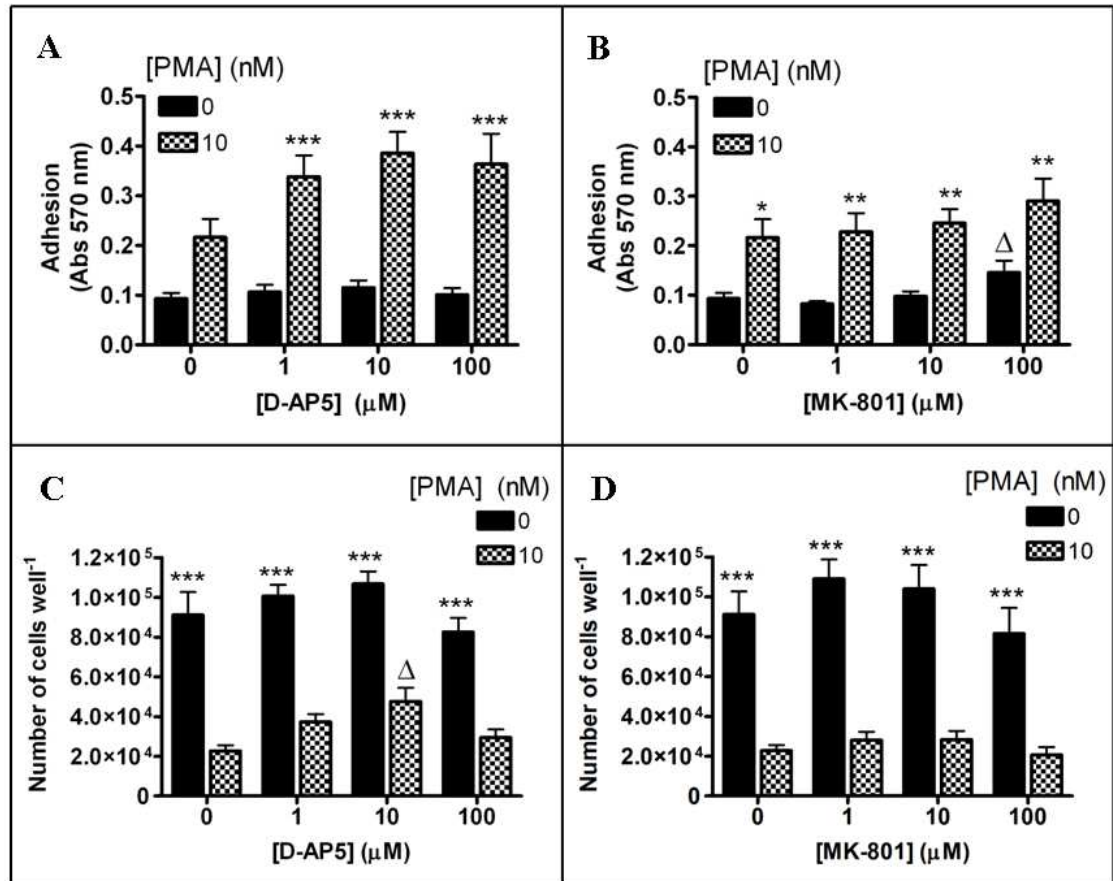 A
[PMA] (nM)
0
10
Adhesion
(Abs 570 nm)
0.5
0.4
0.3
0.2
0.1
0.0
***
***
***
0 1 10 100
[D-AP5] (μM)
B
[PMA] (nM)
0
10
Adhesion
(Abs 570 nm)
0.5
0.4
0.3
0.2
0.1
0.0
*
**
**
Δ
**
0 1 10 100
[MK-801] (μM)
C
[PMA] (nM)
0
10
Number of cells well⁻¹
1.2×10⁵
1.0×10⁵
8.0×10⁴
6.0×10⁴
4.0×10⁴
2.0×10⁴
0
***
***
***
Δ
***
0 1 10 100
[D-AP5] (μM)
D
[PMA] (nM)
0
10
Number of cells well⁻¹
1.2×10⁵
1.0×10⁵
8.0×10⁴
6.0×10⁴
4.0×10⁴
2.0×10⁴
0
***
***
***
***
0 1 10 100
[MK-801] (μM)